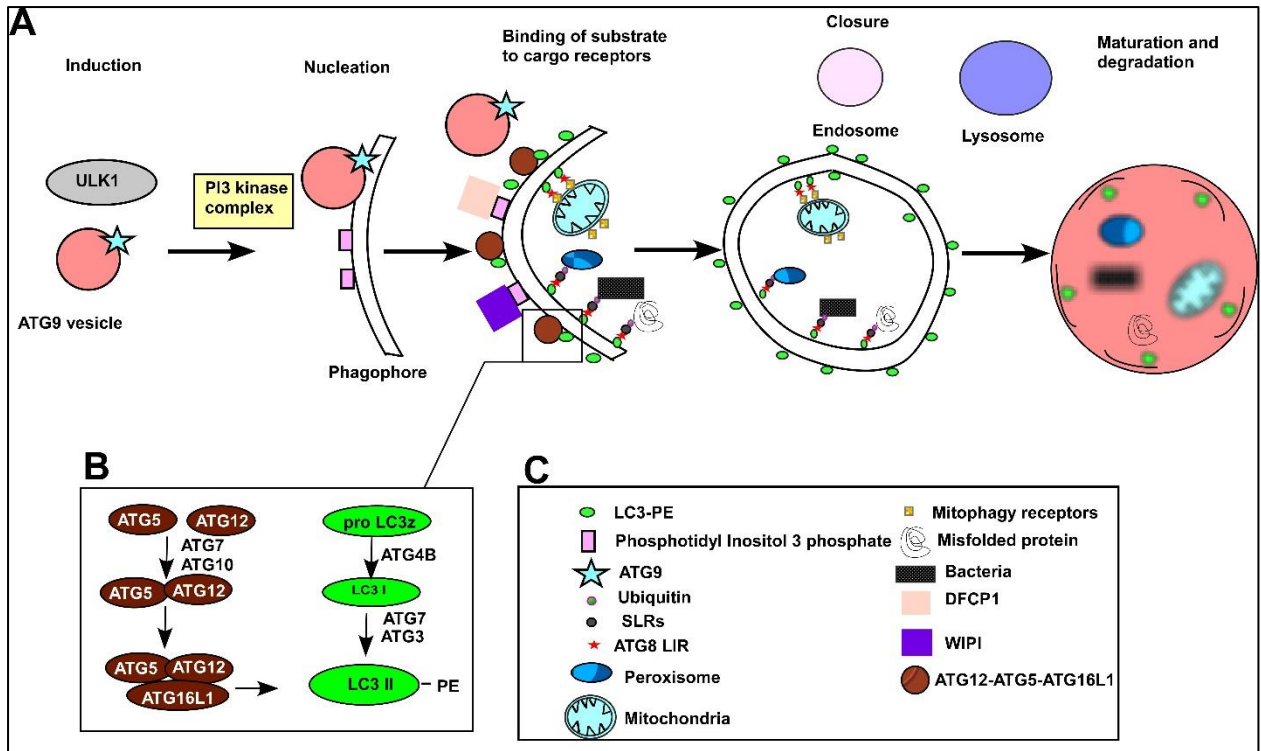 A
Induction
Nucleation
Binding of substrate
to cargo receptors
Closure
Maturation and
degradation
Endosome
Lysosome
ULK1
PI3 kinase
complex
ATG9 vesicle
Phagophore
B
ATG5
ATG12
ATG7
ATG10
ATG5
ATG12
ATG5
ATG12
ATG16L1
pro LC3z
ATG4B
LC3 I
ATG7
ATG3
LC3 II
PE
C
LC3-PE
Phosphotidyl Inositol 3 phosphate
ATG9
Ubiquitin
SLRs
ATG8 LIR
Peroxisome
Mitochondria
Mitophagy receptors
Misfolded protein
Bacteria
DFCP1
WIPI
ATG12-ATG5-ATG16L1